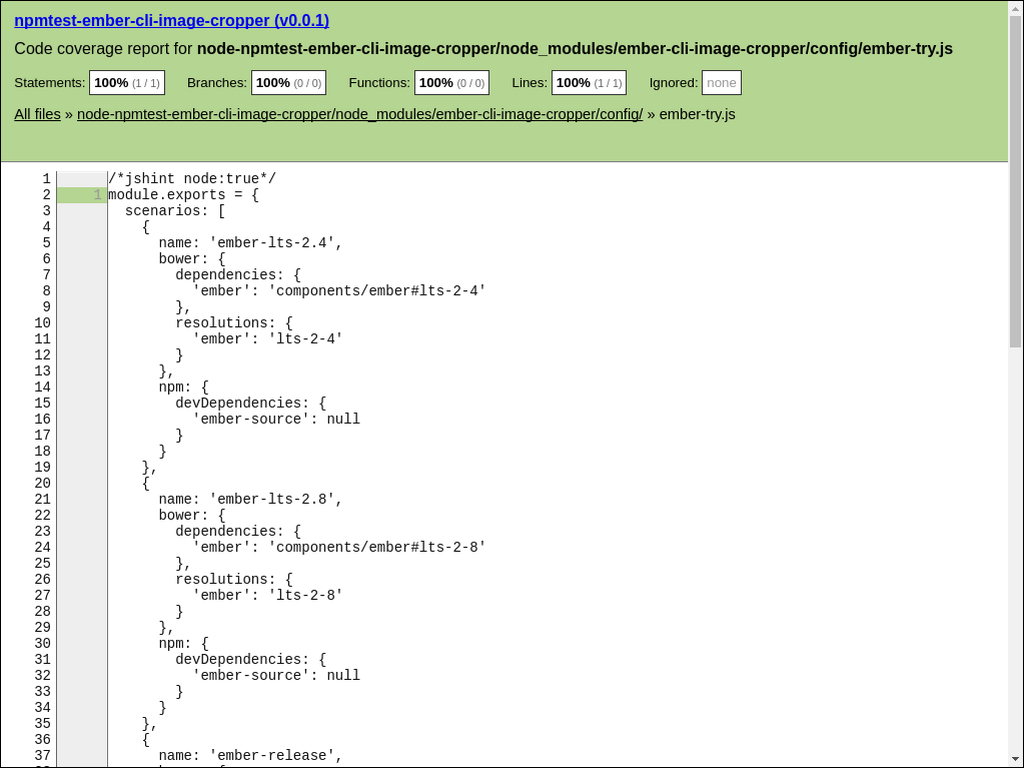 npmtest-ember-cli-image-cropper (v0.0.1)
Code coverage report for node-npmtest-ember-cli-image-cropper/node_modules/ember-cli-image-cropper/config/ember-try.js
Statements: 100% (1 / 1) Branches: 100% (0 / 0) Functions: 100% (0 / 0) Lines: 100% (1 / 1) Ignored: none
All files » node-npmtest-ember-cli-image-cropper/node_modules/ember-cli-image-cropper/config/ » ember-try.js
1 /*jshint node:true*/
2 1 module.exports = {
3   scenarios: [
4     {
5       name: 'ember-lts-2.4',
6       bower: {
7         dependencies: {
8           'ember': 'components/ember#lts-2-4'
9         },
10         resolutions: {
11           'ember': 'lts-2-4'
12         }
13       },
14       npm: {
15         devDependencies: {
16           'ember-source': null
17         }
18       }
19     },
20     {
21       name: 'ember-lts-2.8',
22       bower: {
23         dependencies: {
24           'ember': 'components/ember#lts-2-8'
25         },
26         resolutions: {
27           'ember': 'lts-2-8'
28         }
29       },
30       npm: {
31         devDependencies: {
32           'ember-source': null
33         }
34       }
35     },
36     {
37       name: 'ember-release',